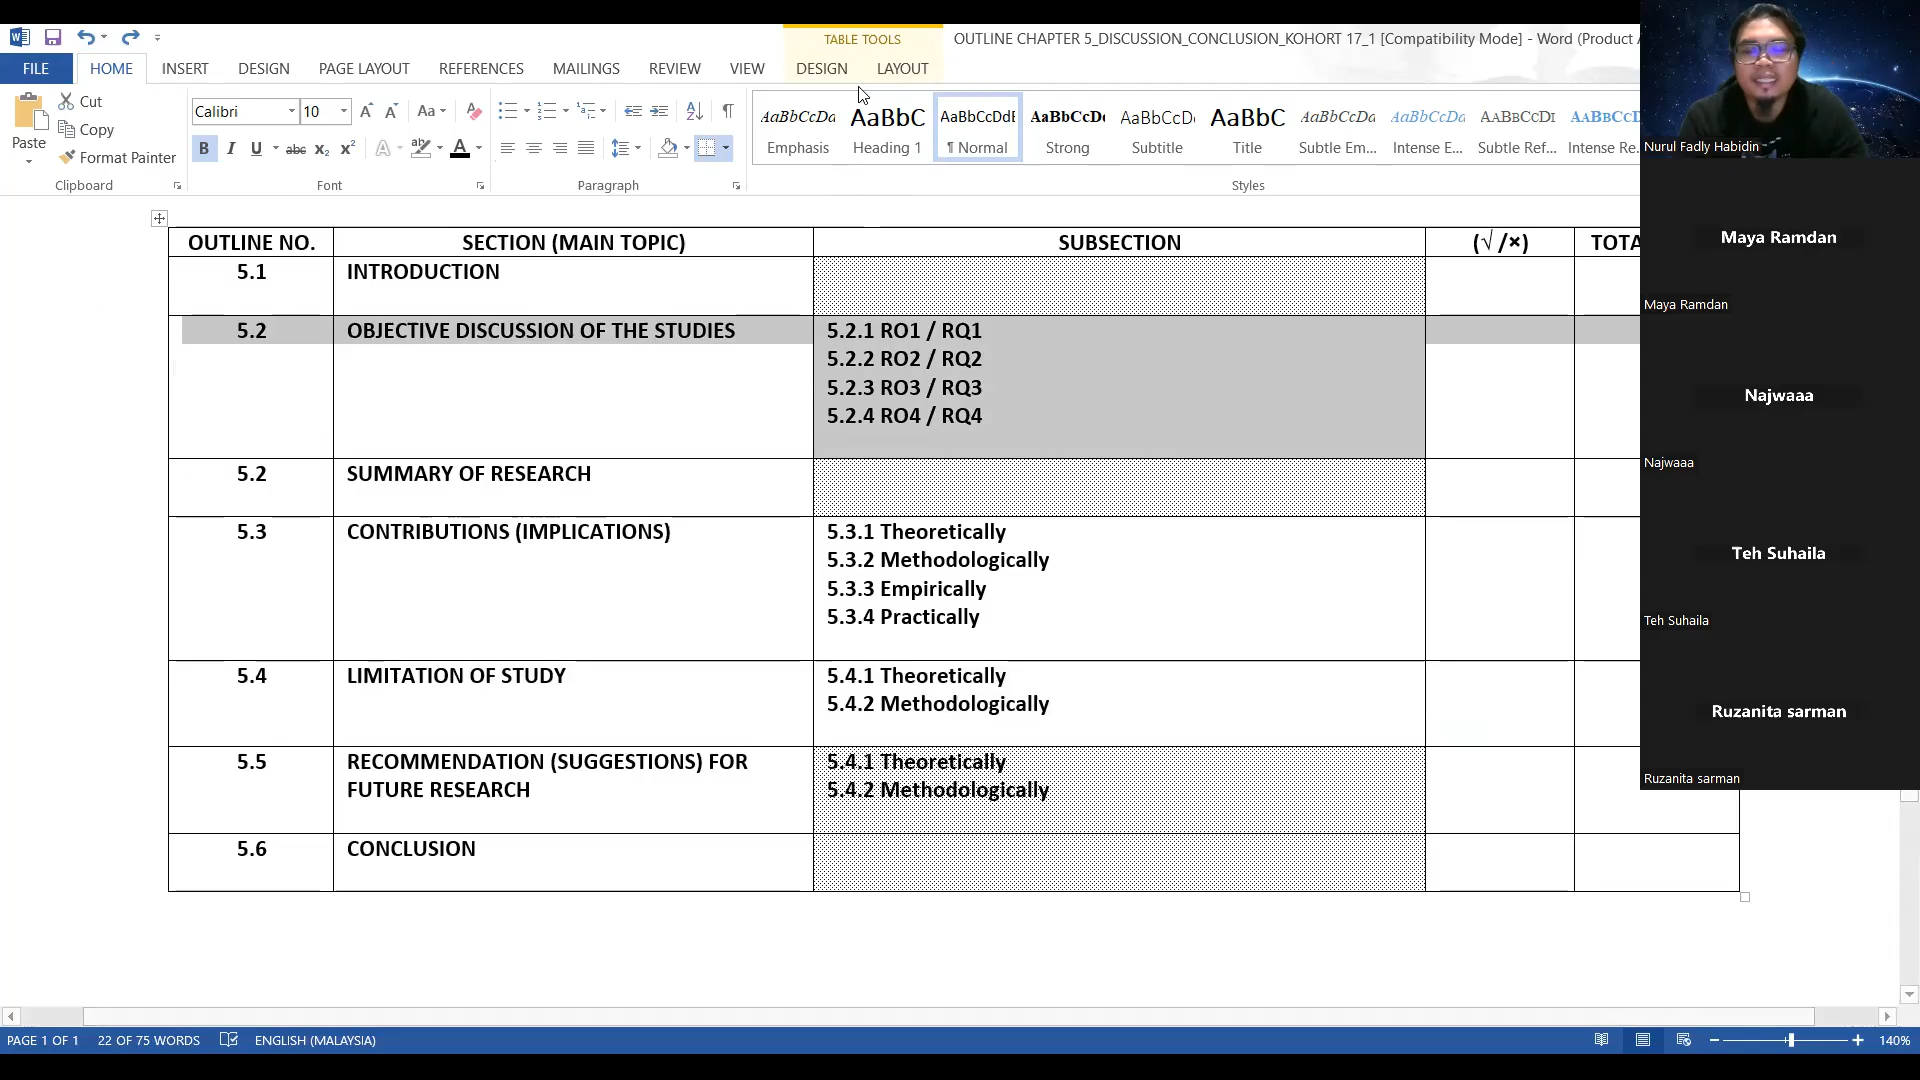 TABLE TOOLS
OUTLINE CHAPTER 5_DISCUSSION_CONCLUSION_KOHORT 17_1 [Compatibility Mode] - Word (Product
FILE HOME INSERT DESIGN PAGE LAYOUT REFERENCES MAILINGS REVIEW VIEW DESIGN LAYOUT
Paste
Cut
Copy
Format Painter
Clipboard
Calibri 10
Font
Paragraph
AaBbCcDd AaBbC AaBbCcDdE AaBbCcDd AaBbCcD AaBbC AaBbCcDd AaBbCcDd AaBbCcDd AaBbCcD
Emphasis Heading 1 ¶ Normal Strong Subtitle Title Subtle Em... Intense E... Subtle Ref... Intense Re...
Styles
OUTLINE NO. SECTION (MAIN TOPIC) SUBSECTION (√ /×) TOTA
5.1 INTRODUCTION
5.2 OBJECTIVE DISCUSSION OF THE STUDIES 5.2.1 RO1 / RQ1
5.2.2 RO2 / RQ2
5.2.3 RO3 / RQ3
5.2.4 RO4 / RQ4
5.2 SUMMARY OF RESEARCH
5.3 CONTRIBUTIONS (IMPLICATIONS) 5.3.1 Theoretically
5.3.2 Methodologically
5.3.3 Empirically
5.3.4 Practically
5.4 LIMITATION OF STUDY 5.4.1 Theoretically
5.4.2 Methodologically
5.5 RECOMMENDATION (SUGGESTIONS) FOR 5.4.1 Theoretically
FUTURE RESEARCH 5.4.2 Methodologically
5.6 CONCLUSION
PAGE 1 OF 1 22 OF 75 WORDS ENGLISH (MALAYSIA) 140%
Nurul Fadly Habidin
Maya Ramdan
Maya Ramdan
Najwaaa
Najwaaa
Teh Suhaila
Teh Suhaila
Ruzanita sarman
Ruzanita sarman